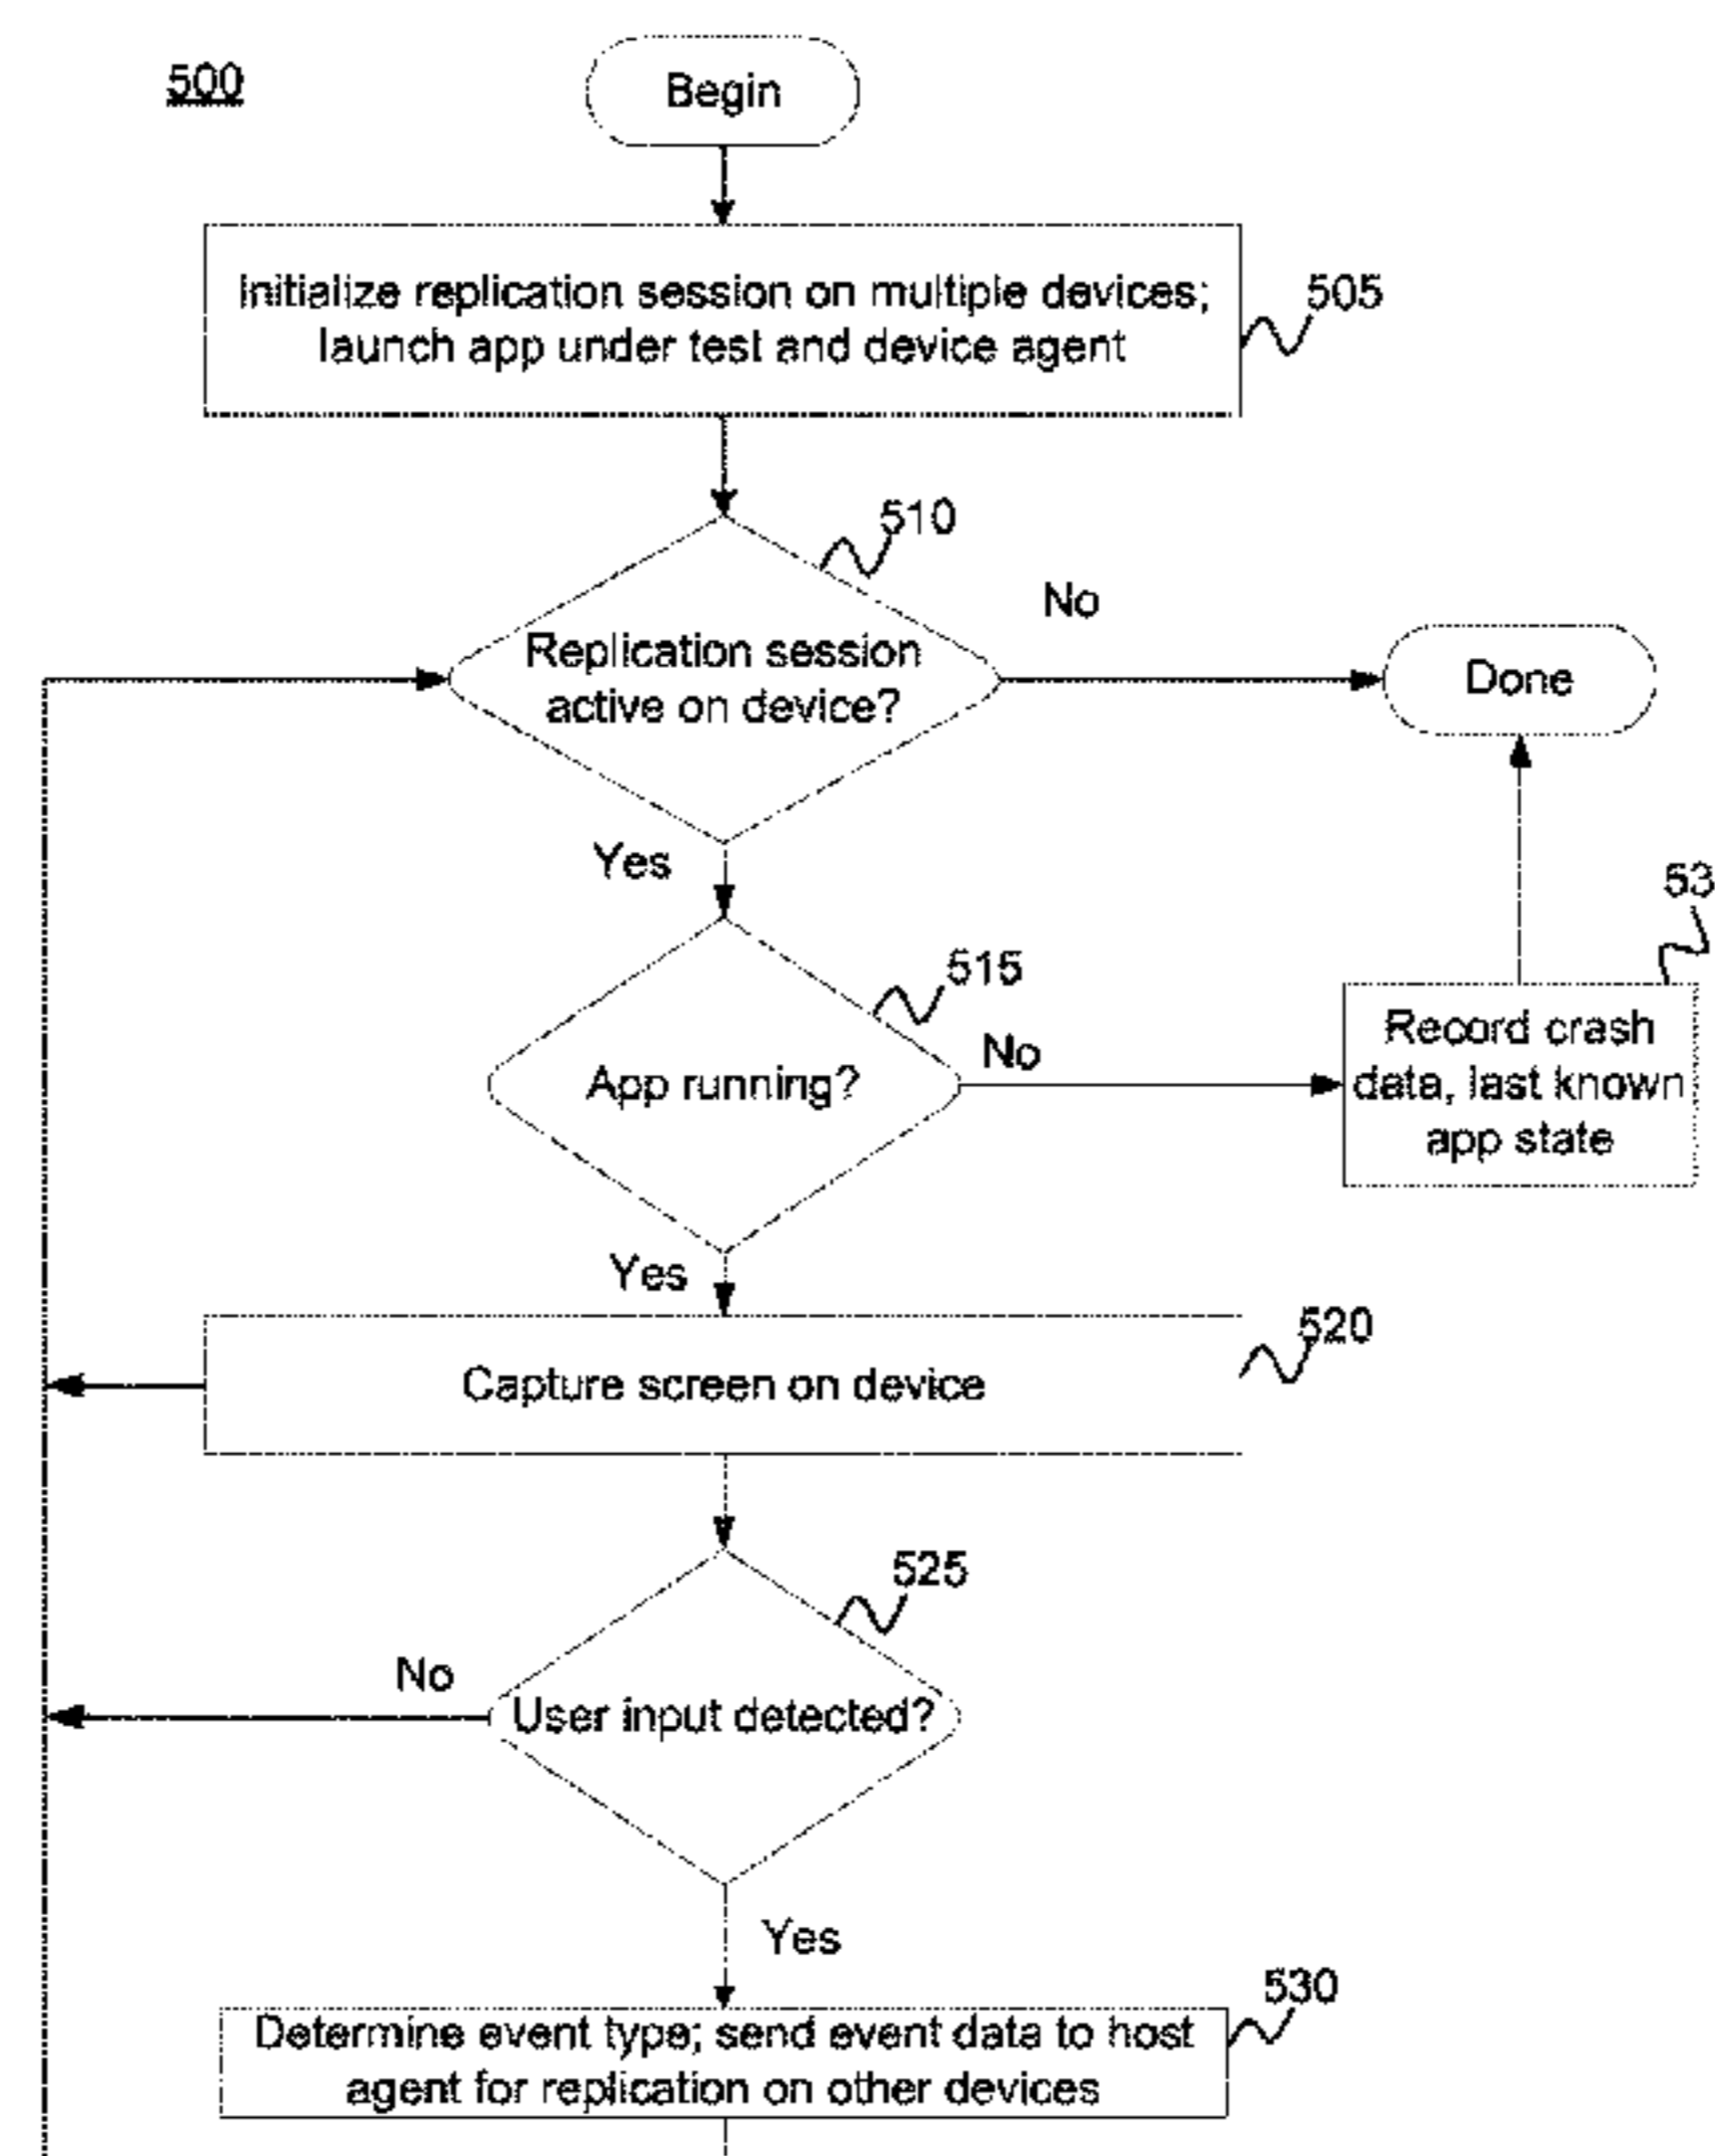 500
Begin
Initialize replication session on multiple devices;
launch app under test and device agent
505
510
No
Replication session
active on device?
Done
Yes
53
515
No
App running?
Record crash
data, last known
app state
Yes
520
Capture screen on device
525
No
User input detected?
Yes
530
Determine event type; send event data to host
agent for replication on other devices